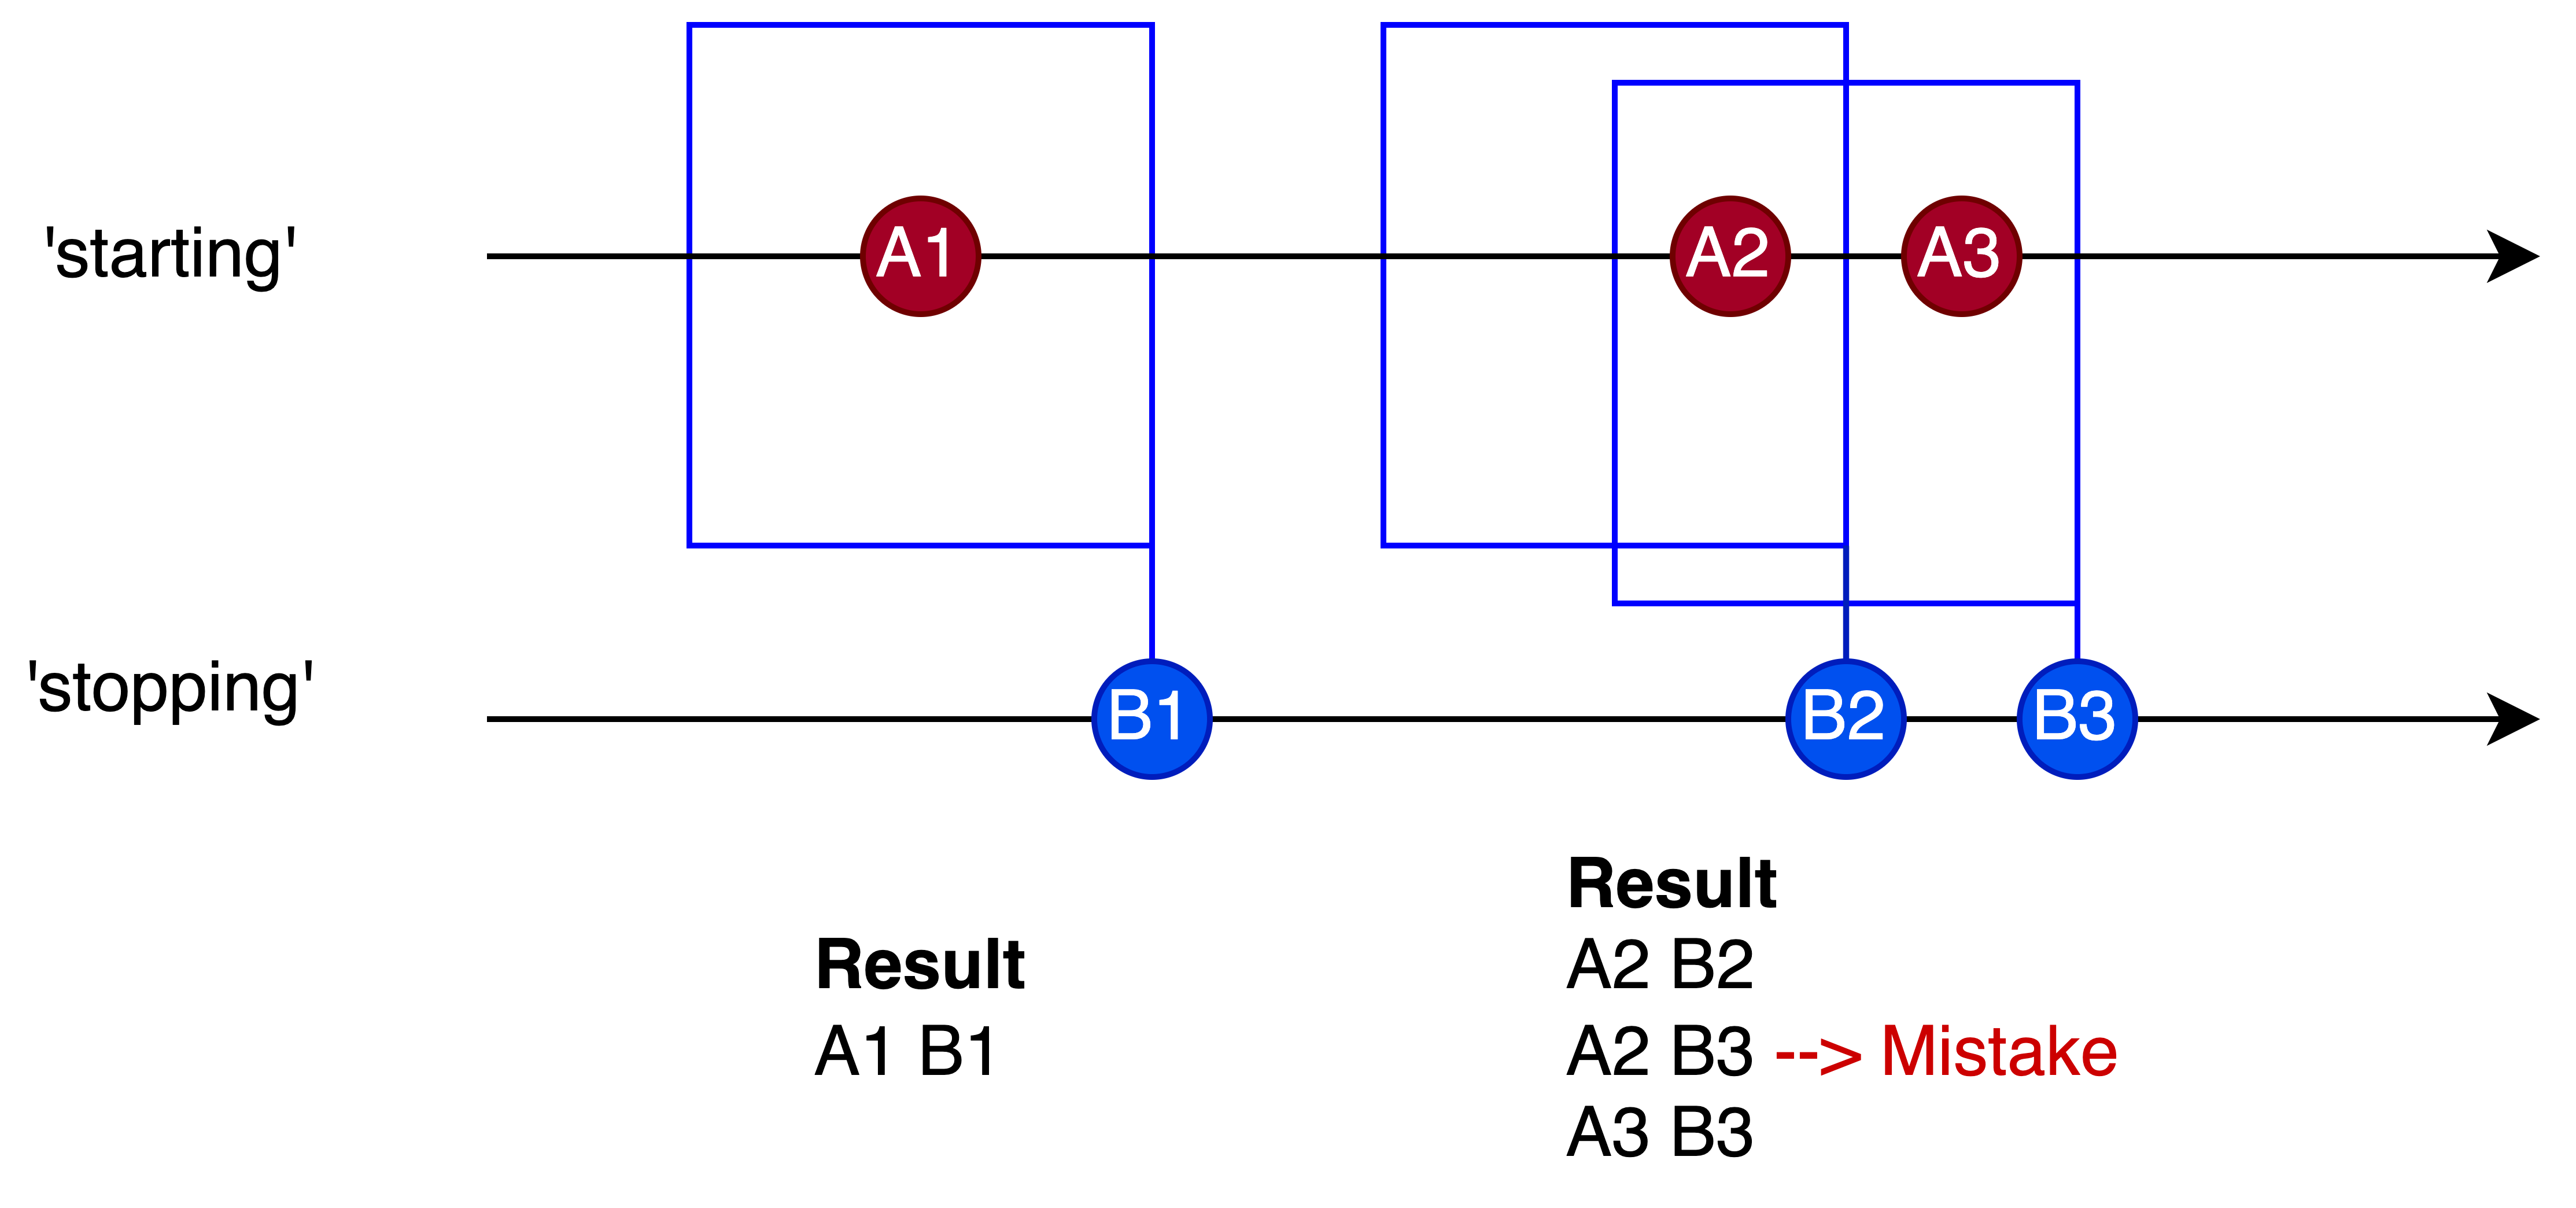 'starting'
A1
A2
A3
'stopping'
B1
B2
B3
Result
A1 B1
Result
A2 B2
A2 B3 --> Mistake
A3 B3